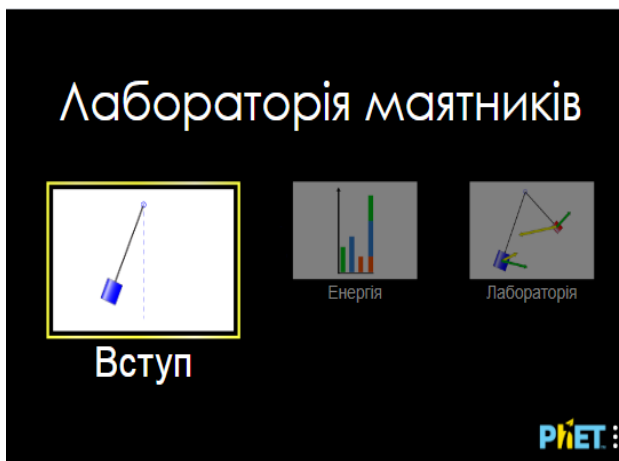 Лабораторія маятників
Енергія
Лабораторія
Вступ
PhET